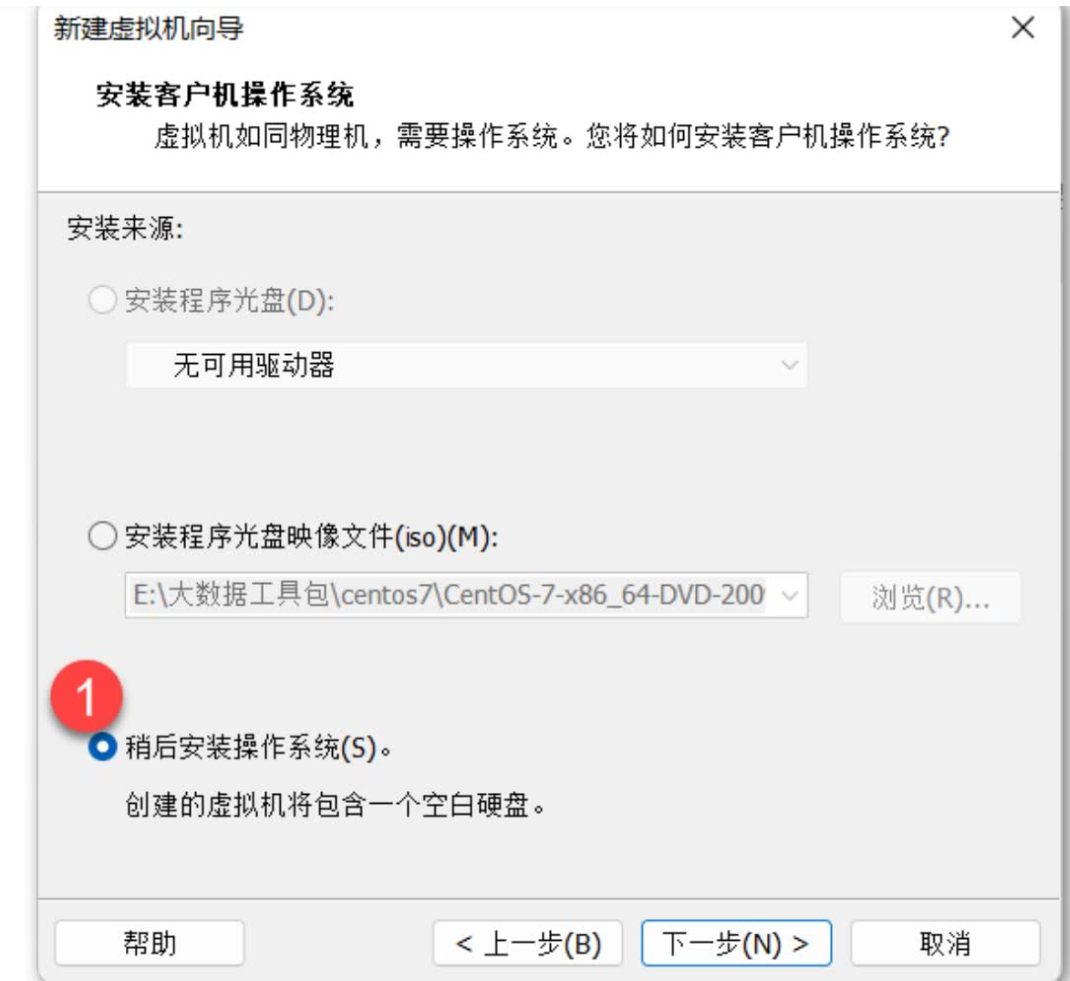 新建虚拟机向导
安装客户机操作系统
虚拟机如同物理机，需要操作系统。您将如何安装客户机操作系统?
安装来源:
安装程序光盘(D):
无可用驱动器
安装程序光盘映像文件(iso)(M):
E:\大数据工具包\centos7\CentOS-7-x86_64-DVD-200
浏览(R)...
1
稍后安装操作系统(S)。
创建的虚拟机将包含一个空白硬盘。
帮助
< 上一步(B)
下一步(N) >
取消